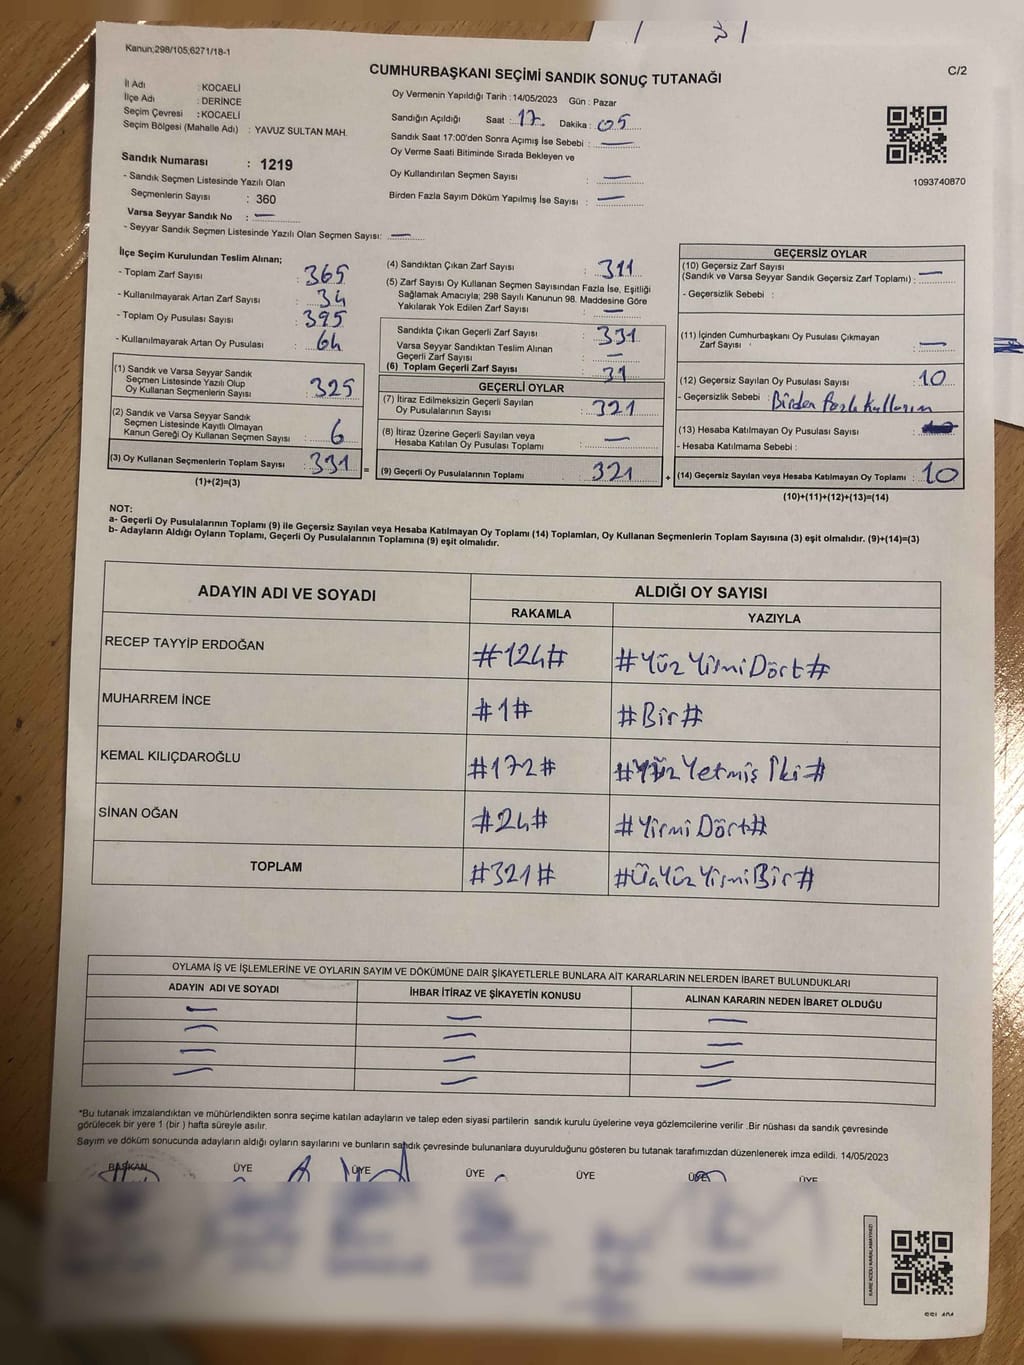 Kanun;298/105;6271/18-1
CUMHURBAŞKANI SEÇİMİ SANDIK SONUÇ TUTANAĞI
C/2
İl Adı : KOCAELİ
İlçe Adı : DERİNCE
Seçim Çevresi : KOCAELİ
Seçim Bölgesi (Mahalle Adı) : YAVUZ SULTAN MAH.
Oy Vermenin Yapıldığı Tarih : 14/05/2023 Gün : Pazar
Sandığın Açıldığı Saat : 17 Dakika : 05
Sandık Saat 17:00'den Sonra Açımış İse Sebebi : —
Oy Verme Saati Bitiminde Sırada Bekleyen ve
Oy Kullandırılan Seçmen Sayısı : —
Birden Fazla Sayım Döküm Yapılmış İse Sayısı : —
1093740870
Sandık Numarası : 1219
- Sandık Seçmen Listesinde Yazılı Olan
Seçmenlerin Sayısı : 360
Varsa Seyyar Sandık No : —
- Seyyar Sandık Seçmen Listesinde Yazılı Olan Seçmen Sayısı: —
İlçe Seçim Kurulundan Teslim Alınan;
- Toplam Zarf Sayısı : 365
- Kullanılmayarak Artan Zarf Sayısı : 34
- Toplam Oy Pusulası Sayısı : 395
- Kullanılmayarak Artan Oy Pusulası : 64
(1) Sandık ve Varsa Seyyar Sandık
Seçmen Listesinde Yazılı Olup
Oy Kullanan Seçmenlerin Sayısı : 325
(2) Sandık ve Varsa Seyyar Sandık
Seçmen Listesinde Kayıtlı Olmayan
Kanun Gereği Oy Kullanan Seçmen Sayısı : 6
(3) Oy Kullanan Seçmenlerin Toplam Sayısı : 331 =
(1)+(2)=(3)
(4) Sandıktan Çıkan Zarf Sayısı : 311
(5) Zarf Sayısı Oy Kullanan Seçmen Sayısından Fazla İse, Eşitliği
Sağlamak Amacıyla; 298 Sayılı Kanunun 98. Maddesine Göre
Yakılarak Yok Edilen Zarf Sayısı : —
Sandıkta Çıkan Geçerli Zarf Sayısı : 331
Varsa Seyyar Sandıktan Teslim Alınan
Geçerli Zarf Sayısı : —
(6) Toplam Geçerli Zarf Sayısı : 31
GEÇERLİ OYLAR
(7) İtiraz Edilmeksizin Geçerli Sayılan
Oy Pusulalarının Sayısı : 321
(8) İtiraz Üzerine Geçerli Sayılan veya
Hesaba Katılan Oy Pusulası Toplamı : —
(9) Geçerli Oy Pusulalarının Toplamı : 321 +
GEÇERSİZ OYLAR
(10) Geçersiz Zarf Sayısı
(Sandık ve Varsa Seyyar Sandık Geçersiz Zarf Toplamı) : —
- Geçersizlik Sebebi :
(11) İçinden Cumhurbaşkanı Oy Pusulası Çıkmayan
Zarf Sayısı : —
(12) Geçersiz Sayılan Oy Pusulası Sayısı : 10
- Geçersizlik Sebebi : Birden Fazla Kullanım
(13) Hesaba Katılmayan Oy Pusulası Sayısı :
- Hesaba Katılmama Sebebi :
(14) Geçersiz Sayılan veya Hesaba Katılmayan Oy Toplamı : 10
(10)+(11)+(12)+(13)=(14)
NOT:
a- Geçerli Oy Pusulalarının Toplamı (9) ile Geçersiz Sayılan veya Hesaba Katılmayan Oy Toplamı (14) Toplamları, Oy Kullanan Seçmenlerin Toplam Sayısına (3) eşit olmalıdır. (9)+(14)=(3)
b- Adayların Aldığı Oyların Toplamı, Geçerli Oy Pusulalarının Toplamına (9) eşit olmalıdır.
ADAYIN ADI VE SOYADI
ALDIĞI OY SAYISI
RAKAMLA YAZIYLA
RECEP TAYYİP ERDOĞAN #124# #Yüz Yirmi Dört#
MUHARREM İNCE #1# #Bir#
KEMAL KILIÇDAROĞLU #172# #Yüz Yetmiş İki#
SİNAN OĞAN #24# #Yirmi Dört#
TOPLAM #321# #Üç Yüz Yirmi Bir#
OYLAMA İŞ VE İŞLEMLERİNE VE OYLARIN SAYIM VE DÖKÜMÜNE DAİR ŞİKAYETLERLE BUNLARA AİT KARARLARIN NELERDEN İBARET BULUNDUKLARI
ADAYIN ADI VE SOYADI İHBAR İTİRAZ VE ŞİKAYETİN KONUSU ALINAN KARARIN NEDEN İBARET OLDUĞU
— — —
— — —
— — —
— — —
*Bu tutanak imzalandıktan ve mühürlendikten sonra seçime katılan adayların ve talep eden siyasi partilerin sandık kurulu üyelerine veya gözlemcilerine verilir .Bir nüshası da sandık çevresinde
görülecek bir yere 1 (bir ) hafta süreyle asılır.
Sayım ve döküm sonucunda adayların aldığı oyların sayılarını ve bunların sandık çevresinde bulunanlara duyurulduğunu gösteren bu tutanak tarafımızdan düzenlenerek imza edildi. 14/05/2023
BAŞKAN ÜYE ÜYE ÜYE ÜYE ÜYE ÜYE